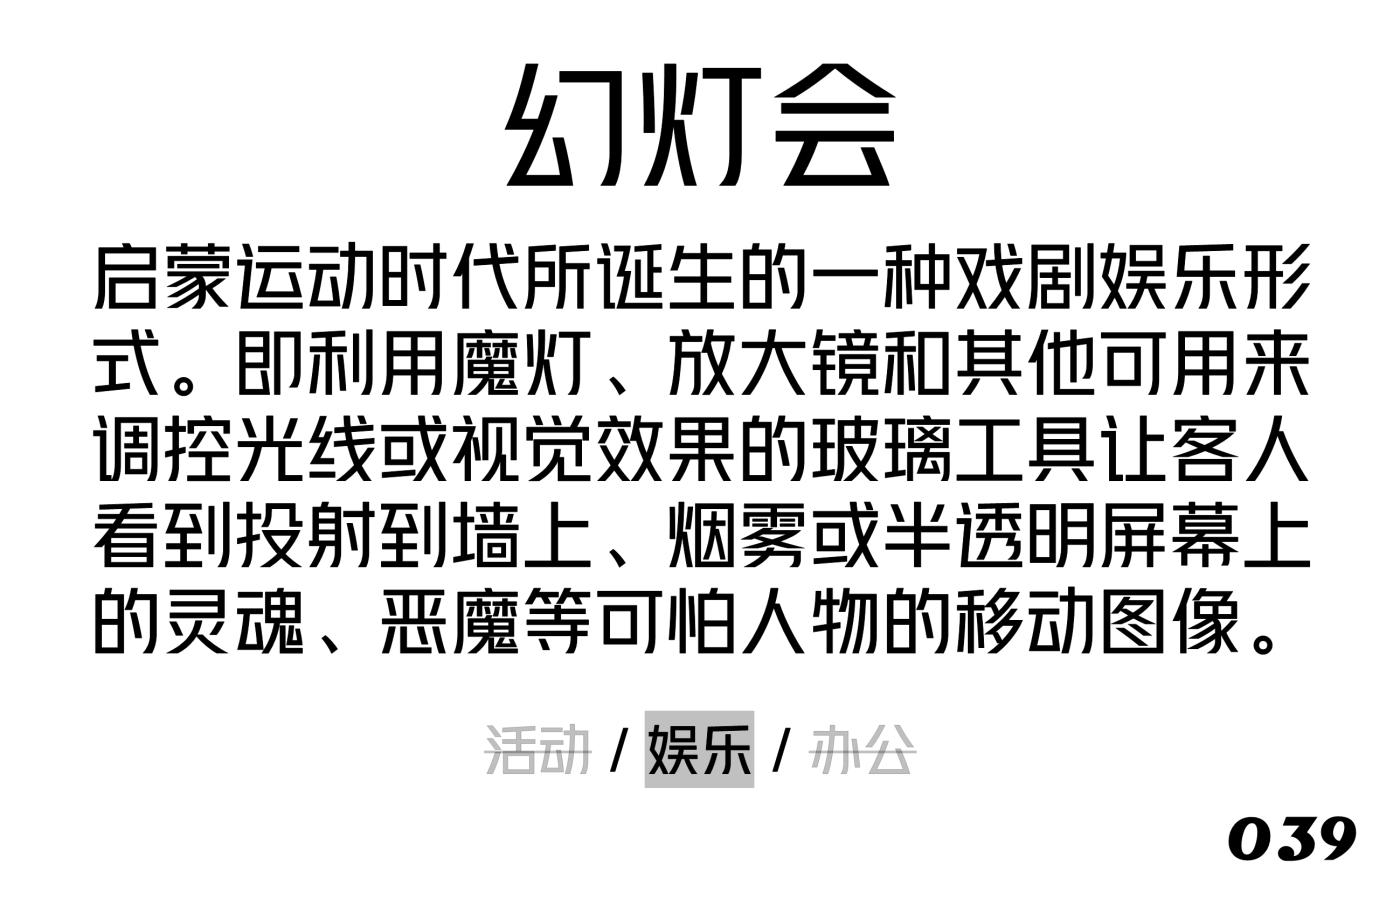 幻灯会
启蒙运动时代所诞生的一种戏剧娱乐形
式。即利用魔灯、放大镜和其他可用来
调控光线或视觉效果的玻璃工具让客人
看到投射到墙上、烟雾或半透明屏幕上
的灵魂、恶魔等可怕人物的移动图像。
活动 / 娱乐 / 办公
039